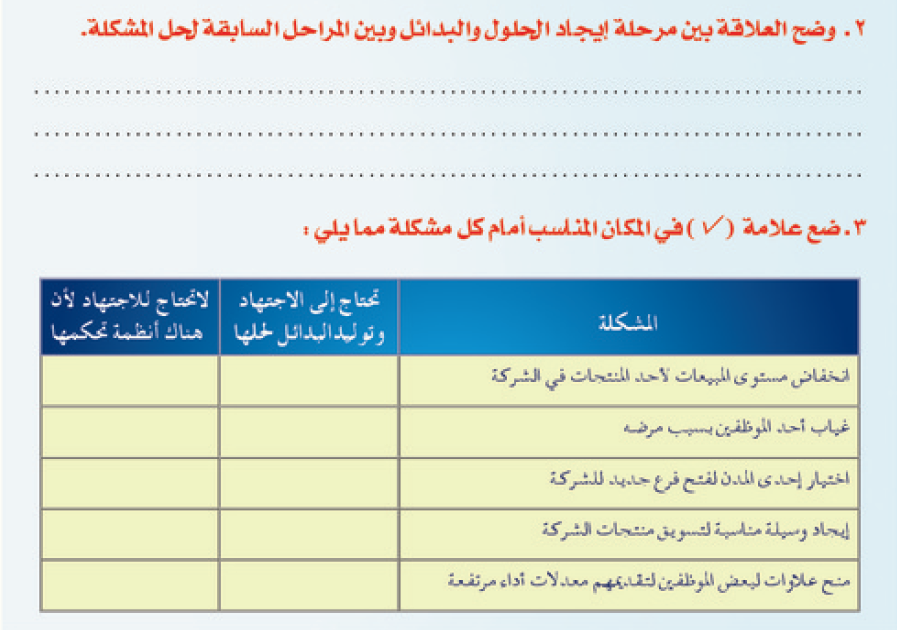 ٢. وضح العلاقة بين مرحلة إيجاد الحلول والبدائل وبين المراحل السابقة لحل المشكلة.
٣. ضع علامة (✓) في المكان المناسب أمام كل مشكلة مما يلي :
المشكلة
تحتاج إلى الاجتهاد
وتوليد البدائل لحلها
لاتحتاج للاجتهاد لأن
هناك أنظمة تحكمها
انخفاض مستوى المبيعات لأحد المنتجات في الشركة
غياب أحد الموظفين بسبب مرضه
اختيار إحدى المدن لفتح فرع جديد للشركة
إيجاد وسيلة مناسبة لتسويق منتجات الشركة
منح علاوات لبعض الموظفين لتقديمهم معدلات أداء مرتفعة